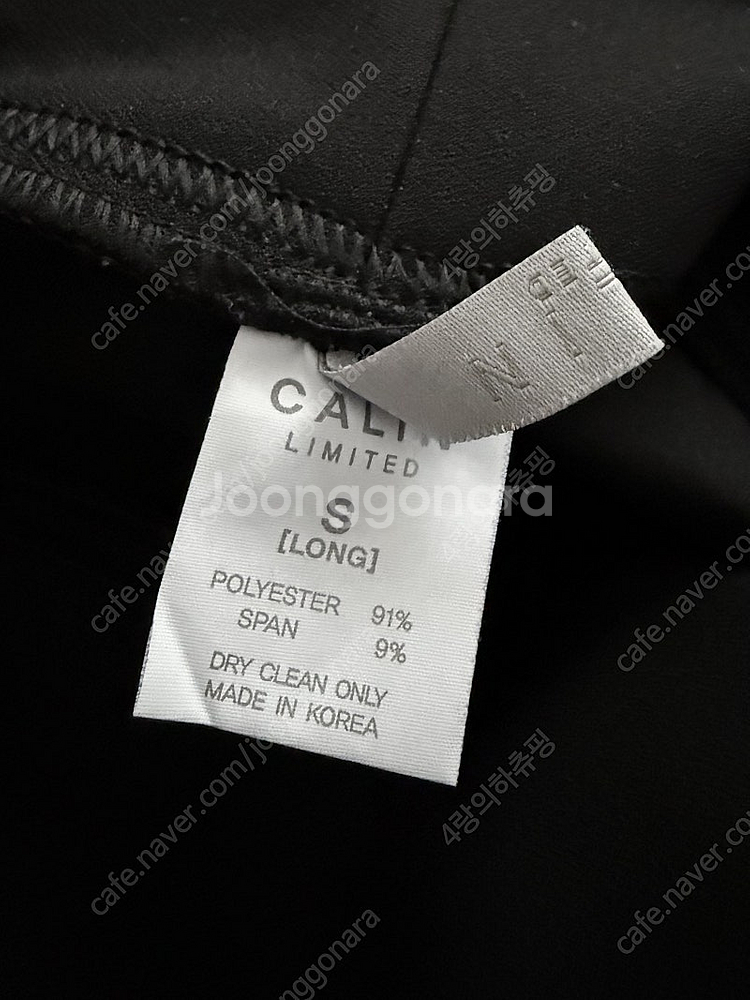 CALIN
LIMITED
S
[LONG]
POLYESTER 91%
SPAN 9%
DRY CLEAN ONLY
MADE IN KOREA
N
Joonggonara
cafe.naver.com/joonggonara
4랑의하츄핑